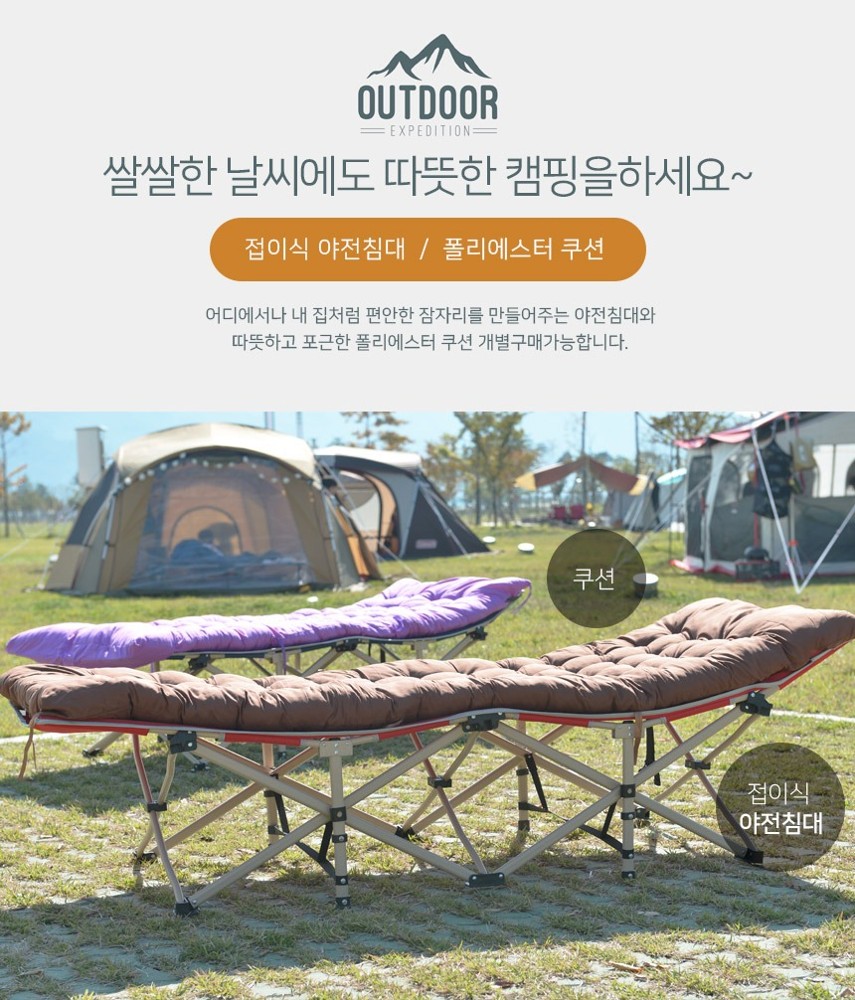 OUTDOOR
EXPEDITION
쌀쌀한 날씨에도 따뜻한 캠핑을하세요~
접이식 야전침대 / 폴리에스터 쿠션
어디에서나 내 집처럼 편안한 잠자리를 만들어주는 야전침대와
따뜻하고 포근한 폴리에스터 쿠션 개별구매가능합니다.
쿠션
접이식
야전침대